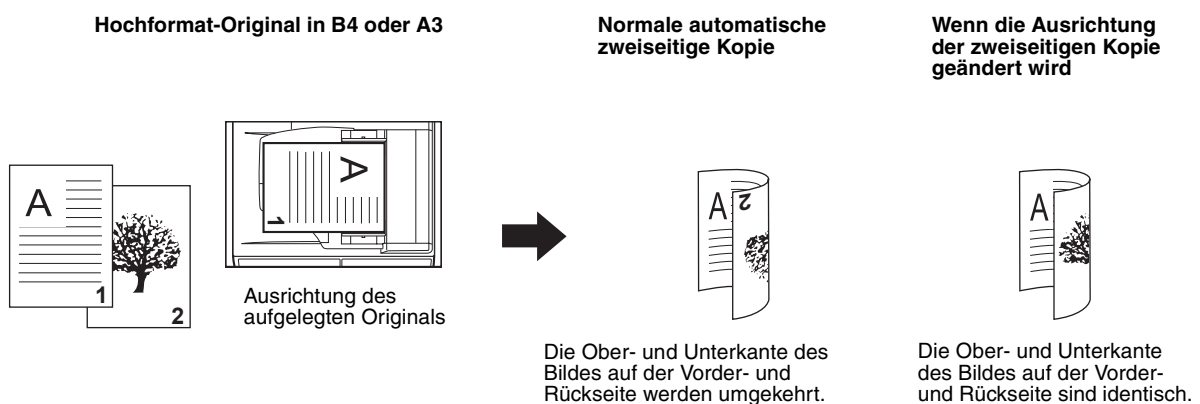 Hochformat-Original in B4 oder A3
Normale automatische
zweiseitige Kopie
Wenn die Ausrichtung
der zweiseitigen Kopie
geändert wird
A
1
2
A
1
Ausrichtung des
aufgelegten Originals
A
2
Die Ober- und Unterkante des
Bildes auf der Vorder- und
Rückseite werden umgekehrt.
A
Die Ober- und Unterkante
des Bildes auf der Vorder-
und Rückseite sind identisch.